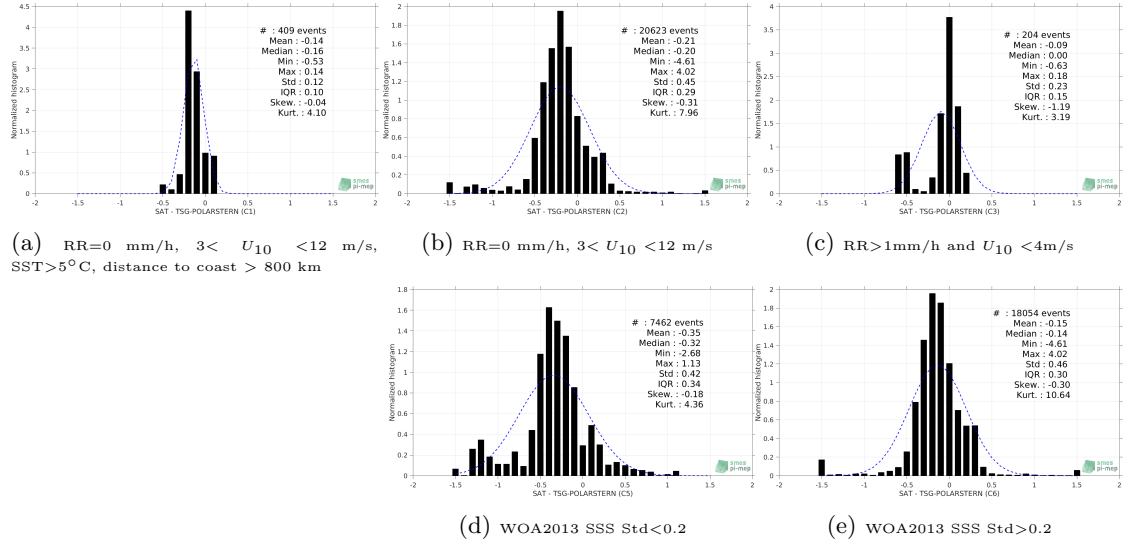 4.5
4
3.5
3
2.5
2
1.5
1
0.5
0
-2 -1.5 -1 -0.5 0 0.5 1 1.5 2
Normalized histogram
SAT - TSG-POLARSTERN (C1)
# : 409 events
Mean : -0.14
Median : -0.16
Min : -0.53
Max : 0.14
Std : 0.12
IQR : 0.10
Skew. : -0.04
Kurt. : 4.10
smos
pi-mep
(a) RR=0 mm/h, 3< U10 <12 m/s,
SST>5°C, distance to coast > 800 km
2
1.8
1.6
1.4
1.2
1
0.8
0.6
0.4
0.2
0
-2 -1.5 -1 -0.5 0 0.5 1 1.5 2
Normalized histogram
SAT - TSG-POLARSTERN (C2)
# : 20623 events
Mean : -0.21
Median : -0.20
Min : -4.61
Max : 4.02
Std : 0.45
IQR : 0.29
Skew. : -0.31
Kurt. : 7.96
smos
pi-mep
(b) RR=0 mm/h, 3< U10 <12 m/s
4
3.5
3
2.5
2
1.5
1
0.5
0
-2 -1.5 -1 -0.5 0 0.5 1 1.5 2
Normalized histogram
SAT - TSG-POLARSTERN (C3)
# : 204 events
Mean : -0.09
Median : 0.00
Min : -0.63
Max : 0.18
Std : 0.23
IQR : 0.15
Skew. : -1.19
Kurt. : 3.19
smos
pi-mep
(c) RR>1mm/h and U10 <4m/s
1.8
1.6
1.4
1.2
1
0.8
0.6
0.4
0.2
0
-2 -1.5 -1 -0.5 0 0.5 1 1.5 2
Normalized histogram
SAT - TSG-POLARSTERN (C5)
# : 7462 events
Mean : -0.35
Median : -0.32
Min : -2.68
Max : 1.13
Std : 0.42
IQR : 0.34
Skew. : -0.18
Kurt. : 4.36
smos
pi-mep
(d) WOA2013 SSS Std<0.2
2
1.8
1.6
1.4
1.2
1
0.8
0.6
0.4
0.2
0
-2 -1.5 -1 -0.5 0 0.5 1 1.5 2
Normalized histogram
SAT - TSG-POLARSTERN (C6)
# : 18054 events
Mean : -0.15
Median : -0.14
Min : -4.61
Max : 4.02
Std : 0.46
IQR : 0.30
Skew. : -0.30
Kurt. : 10.64
smos
pi-mep
(e) WOA2013 SSS Std>0.2